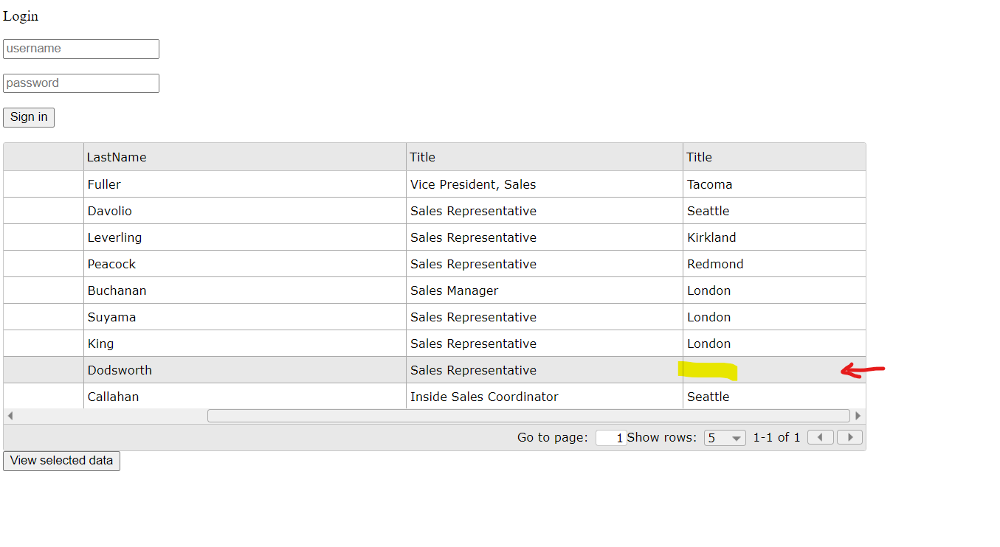 Login
username
password
Sign in
LastName Title Title
Fuller Vice President, Sales Tacoma
Davolio Sales Representative Seattle
Leverling Sales Representative Kirkland
Peacock Sales Representative Redmond
Buchanan Sales Manager London
Suyama Sales Representative London
King Sales Representative London
Dodsworth Sales Representative
Callahan Inside Sales Coordinator Seattle
Go to page: 1 Show rows: 5 1-1 of 1
View selected data